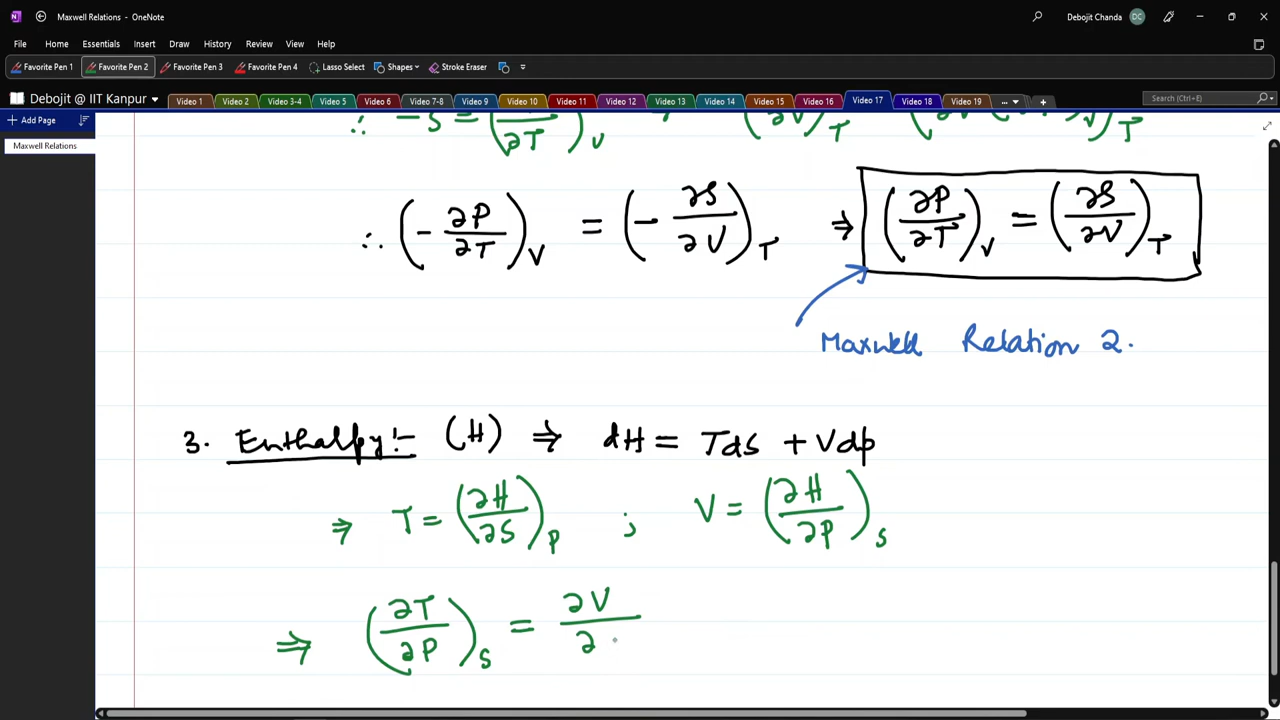 Maxwell Relations - OneNote
Debojit Chanda DC
File Home Essentials Insert Draw History Review View Help
Favorite Pen 1 Favorite Pen 2 Favorite Pen 3 Favorite Pen 4 Lasso Select Shapes Stroke Eraser
Debojit @ IIT Kanpur Video 1 Video 2 Video 3-4 Video 5 Video 6 Video 7-8 Video 9 Video 10 Video 11 Video 12 Video 13 Video 14 Video 15 Video 16 Video 17 Video 18 Video 19 ... Search (Ctrl+E)
Add Page
Maxwell Relations
∴ (-∂P/∂T)_V = (-∂S/∂V)_T ⇒ (∂P/∂T)_V = (∂S/∂V)_T
Maxwell Relation 2.
3. Enthalpy:- (H) ⇒ dH = TdS + Vdp
⇒ T = (∂H/∂S)_P ; V = (∂H/∂P)_S
⇒ (∂T/∂P)_S = ∂V/∂